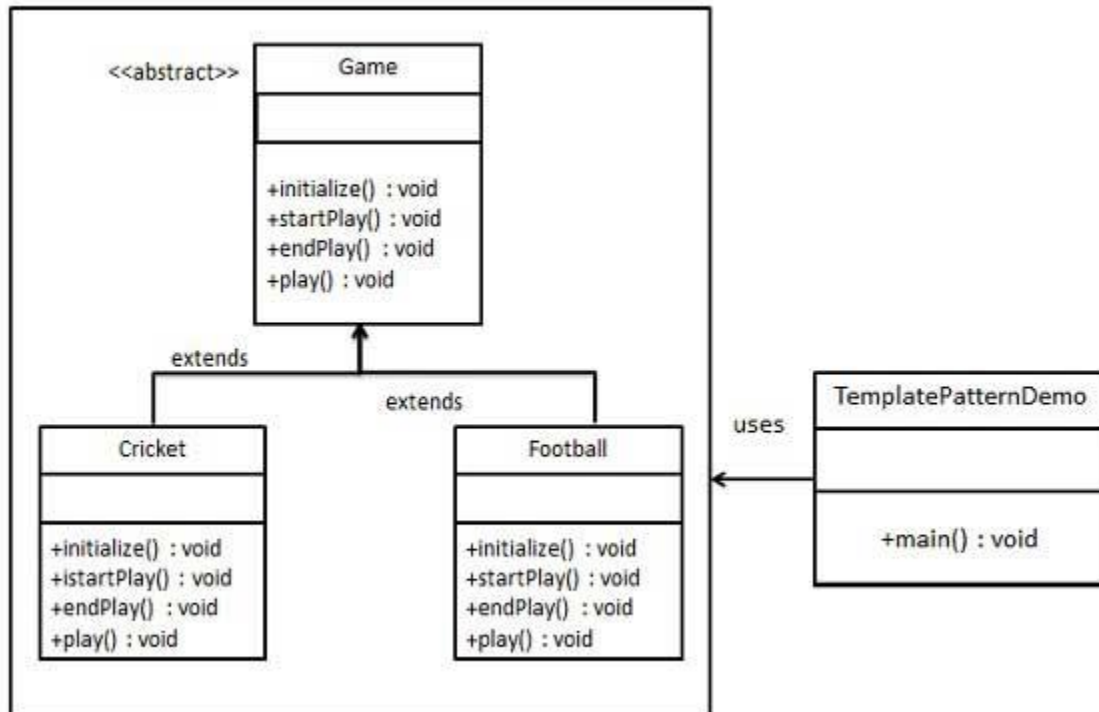 <<abstract>>
Game
+initialize() : void
+startPlay() : void
+endPlay() : void
+play() : void
extends
extends
Cricket
+initialize() : void
+istartPlay() : void
+endPlay() : void
+play() : void
Football
+initialize() : void
+startPlay() : void
+endPlay() : void
+play() : void
uses
TemplatePatternDemo
+main() : void